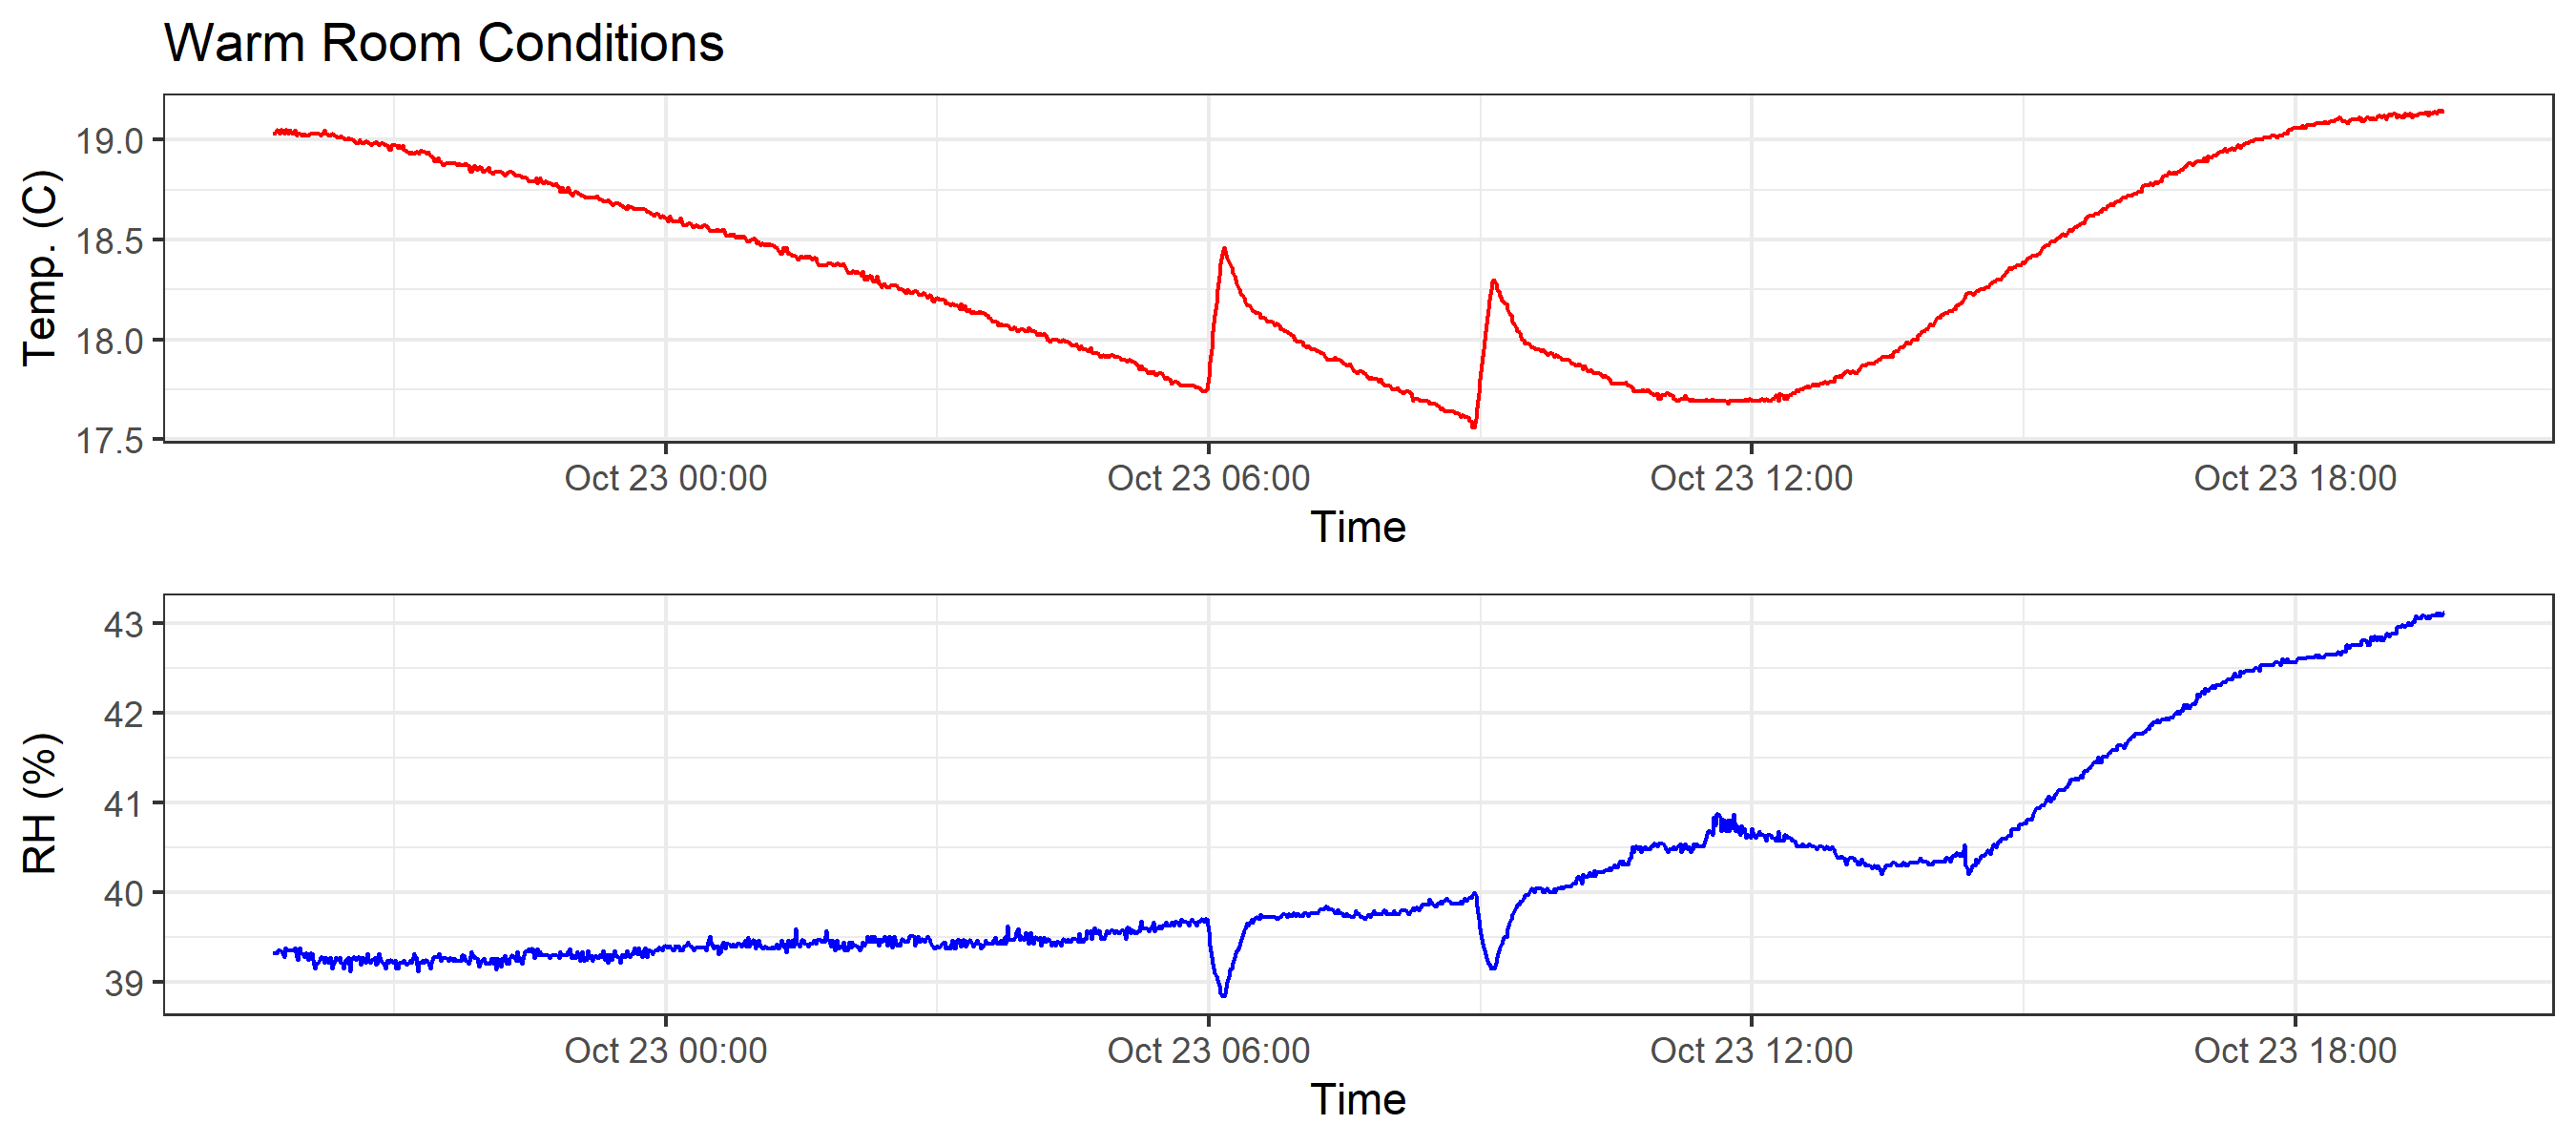 Warm Room Conditions
Temp. (C)
19.0
18.5
18.0
17.5
Oct 23 00:00 Oct 23 06:00 Oct 23 12:00 Oct 23 18:00
Time
RH (%)
43
42
41
40
39
Oct 23 00:00 Oct 23 06:00 Oct 23 12:00 Oct 23 18:00
Time